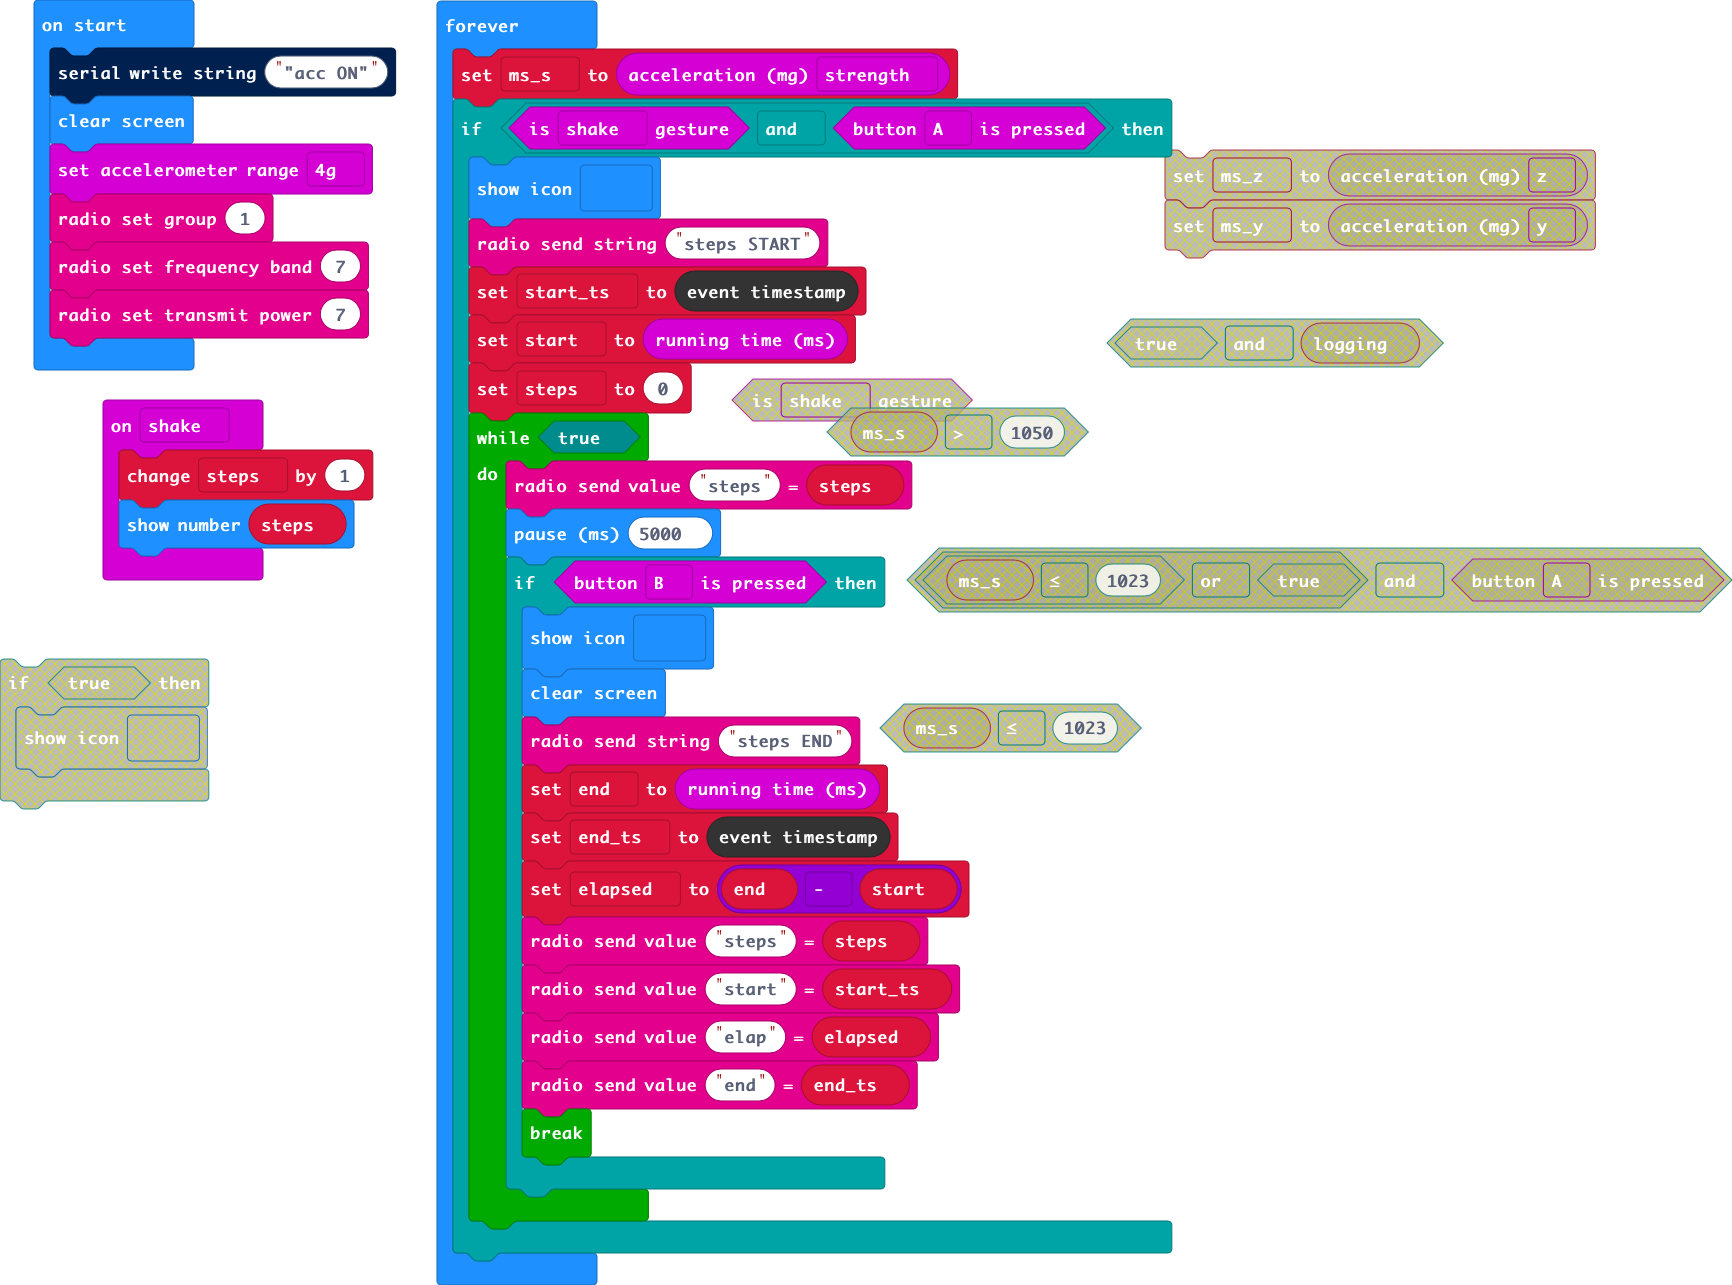 on start
serial write string ""acc ON""
clear screen
set accelerometer range 4g
radio set group 1
radio set frequency band 7
radio set transmit power 7
on shake
change steps by 1
show number steps
if true then
show icon
forever
set ms_s to acceleration (mg) strength
if is shake gesture and button A is pressed then
show icon
radio send string "steps START"
set start_ts to event timestamp
set start to running time (ms)
set steps to 0
while true
do
radio send value "steps" = steps
pause (ms) 5000
if button B is pressed then
show icon
clear screen
radio send string "steps END"
set end to running time (ms)
set end_ts to event timestamp
set elapsed to end - start
radio send value "steps" = steps
radio send value "start" = start_ts
radio send value "elap" = elapsed
radio send value "end" = end_ts
break
set ms_z to acceleration (mg) z
set ms_y to acceleration (mg) y
true and logging
is shake gesture
ms_s > 1050
ms_s ≤ 1023 or true and button A is pressed
ms_s ≤ 1023